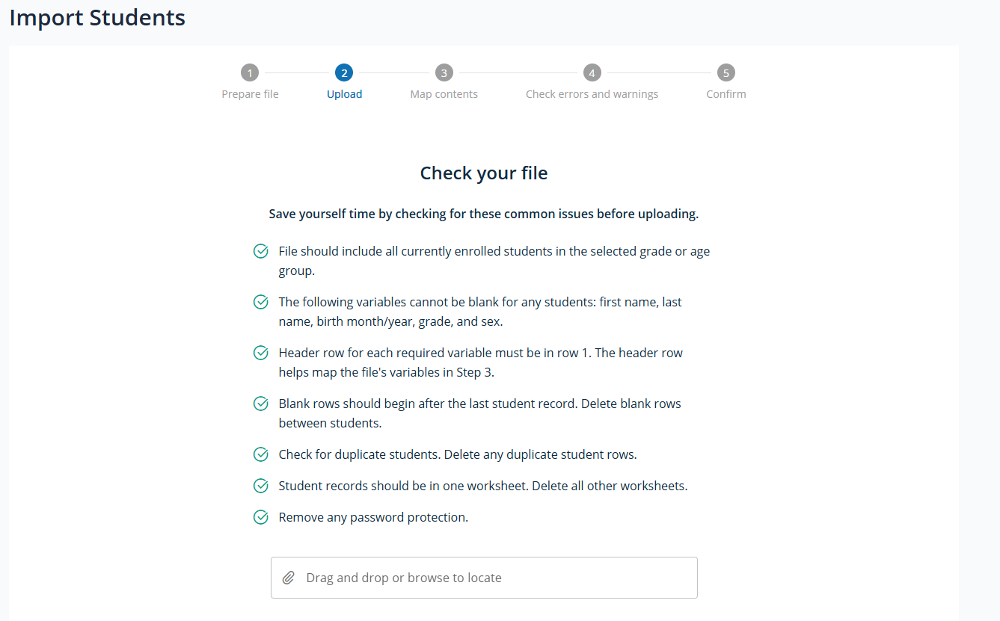 Import Students
1
2
3
4
5
Prepare file
Upload
Map contents
Check errors and warnings
Confirm
Check your file
Save yourself time by checking for these common issues before uploading.
File should include all currently enrolled students in the selected grade or age
group.
The following variables cannot be blank for any students: first name, last
name, birth month/year, grade, and sex.
Header row for each required variable must be in row 1. The header row
helps map the file's variables in Step 3.
Blank rows should begin after the last student record. Delete blank rows
between students.
Check for duplicate students. Delete any duplicate student rows.
Student records should be in one worksheet. Delete all other worksheets.
Remove any password protection.
Drag and drop or browse to locate